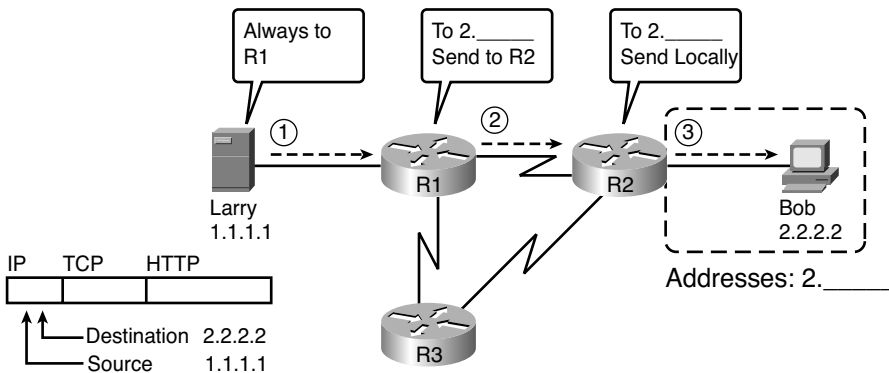 Always to
R1
To 2._____
Send to R2
To 2._____
Send Locally
1
2
3
R1
R2
Larry
1.1.1.1
Bob
2.2.2.2
Addresses: 2._____
IP TCP HTTP
Destination 2.2.2.2
Source 1.1.1.1
R3